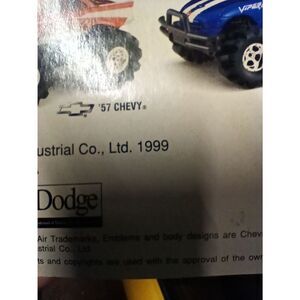 VIPER
'57 CHEVY®
ustrial Co., Ltd. 1999
Dodge
Air Trademarks, Emblems and body designs are Chev
ustrial Co., Ltd.
ts and copyrights are used with the approval of the own